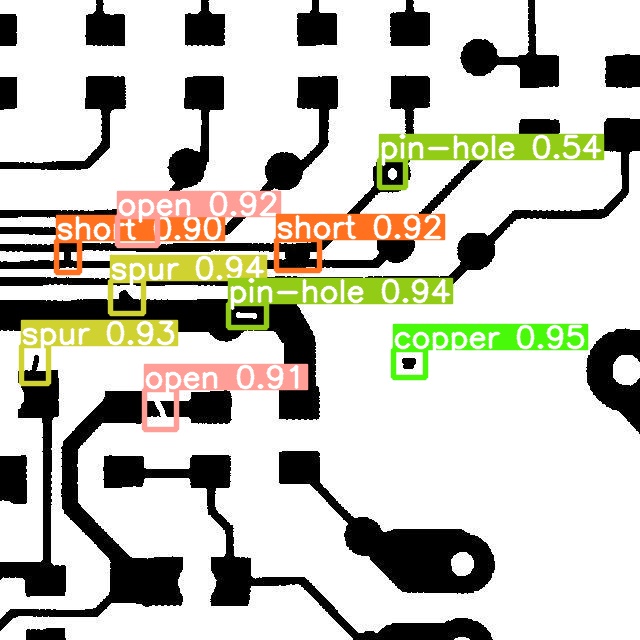 pin-hole 0.54
open 0.92
short 0.90
short 0.92
spur 0.94
pin-hole 0.94
spur 0.93
copper 0.95
open 0.91